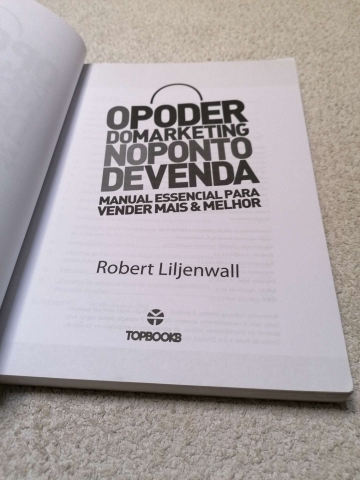 OPODER
DOMARKETING
NOPONTO
DEVENDA
MANUAL ESSENCIAL PARA
VENDER MAIS & MELHOR
Robert Liljenwall
TOPBOOKS